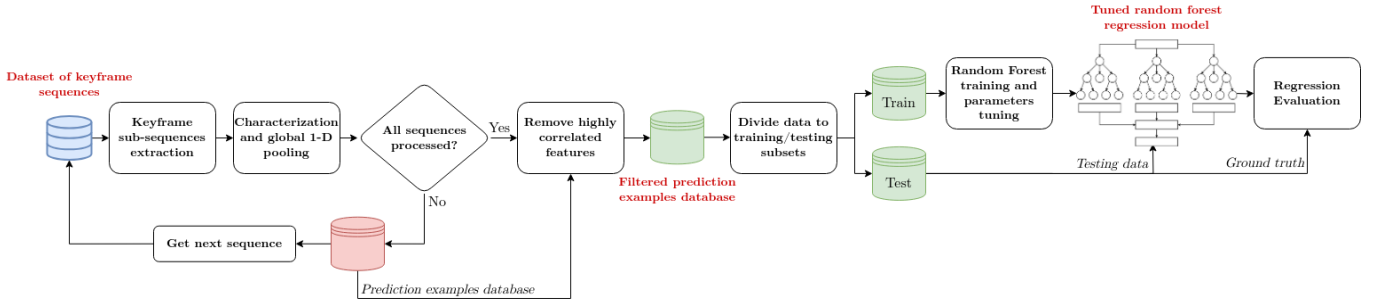 Dataset of keyframe
sequences
Keyframe
sub-sequences
extraction
Characterization
and global 1-D
pooling
All sequences
processed?
Yes
No
Get next sequence
Prediction examples database
Remove highly
correlated
features
Filtered prediction
examples database
Divide data to
training/testing
subsets
Train
Test
Random Forest
training and
parameters
tuning
Tuned random forest
regression model
Testing data
Ground truth
Regression
Evaluation